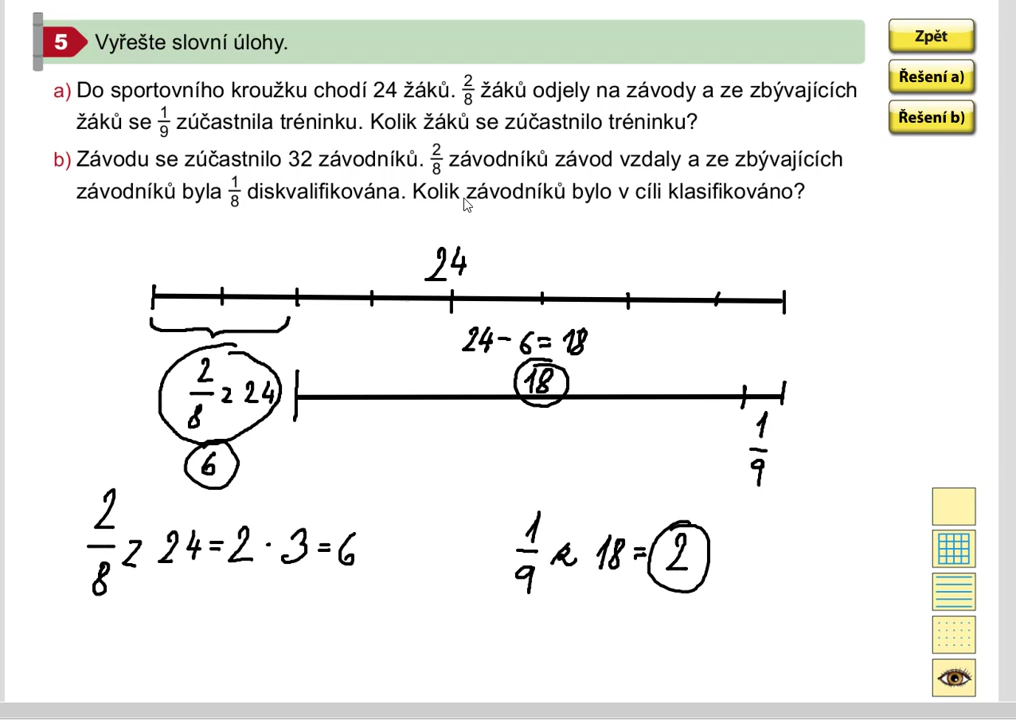 5 Vyřešte slovní úlohy.
Zpět
Řešení a)
Řešení b)
a) Do sportovního kroužku chodí 24 žáků. 2/8 žáků odjely na závody a ze zbývajících
žáků se 1/9 zúčastnila tréninku. Kolik žáků se zúčastnilo tréninku?
b) Závodu se zúčastnilo 32 závodníků. 2/8 závodníků závod vzdaly a ze zbývajících
závodníků byla 1/8 diskvalifikována. Kolik závodníků bylo v cíli klasifikováno?
24
24 - 6 = 18
2/8 z 24
18
1/9
6
2/8 z 24 = 2 · 3 = 6
1/9 z 18 = 2